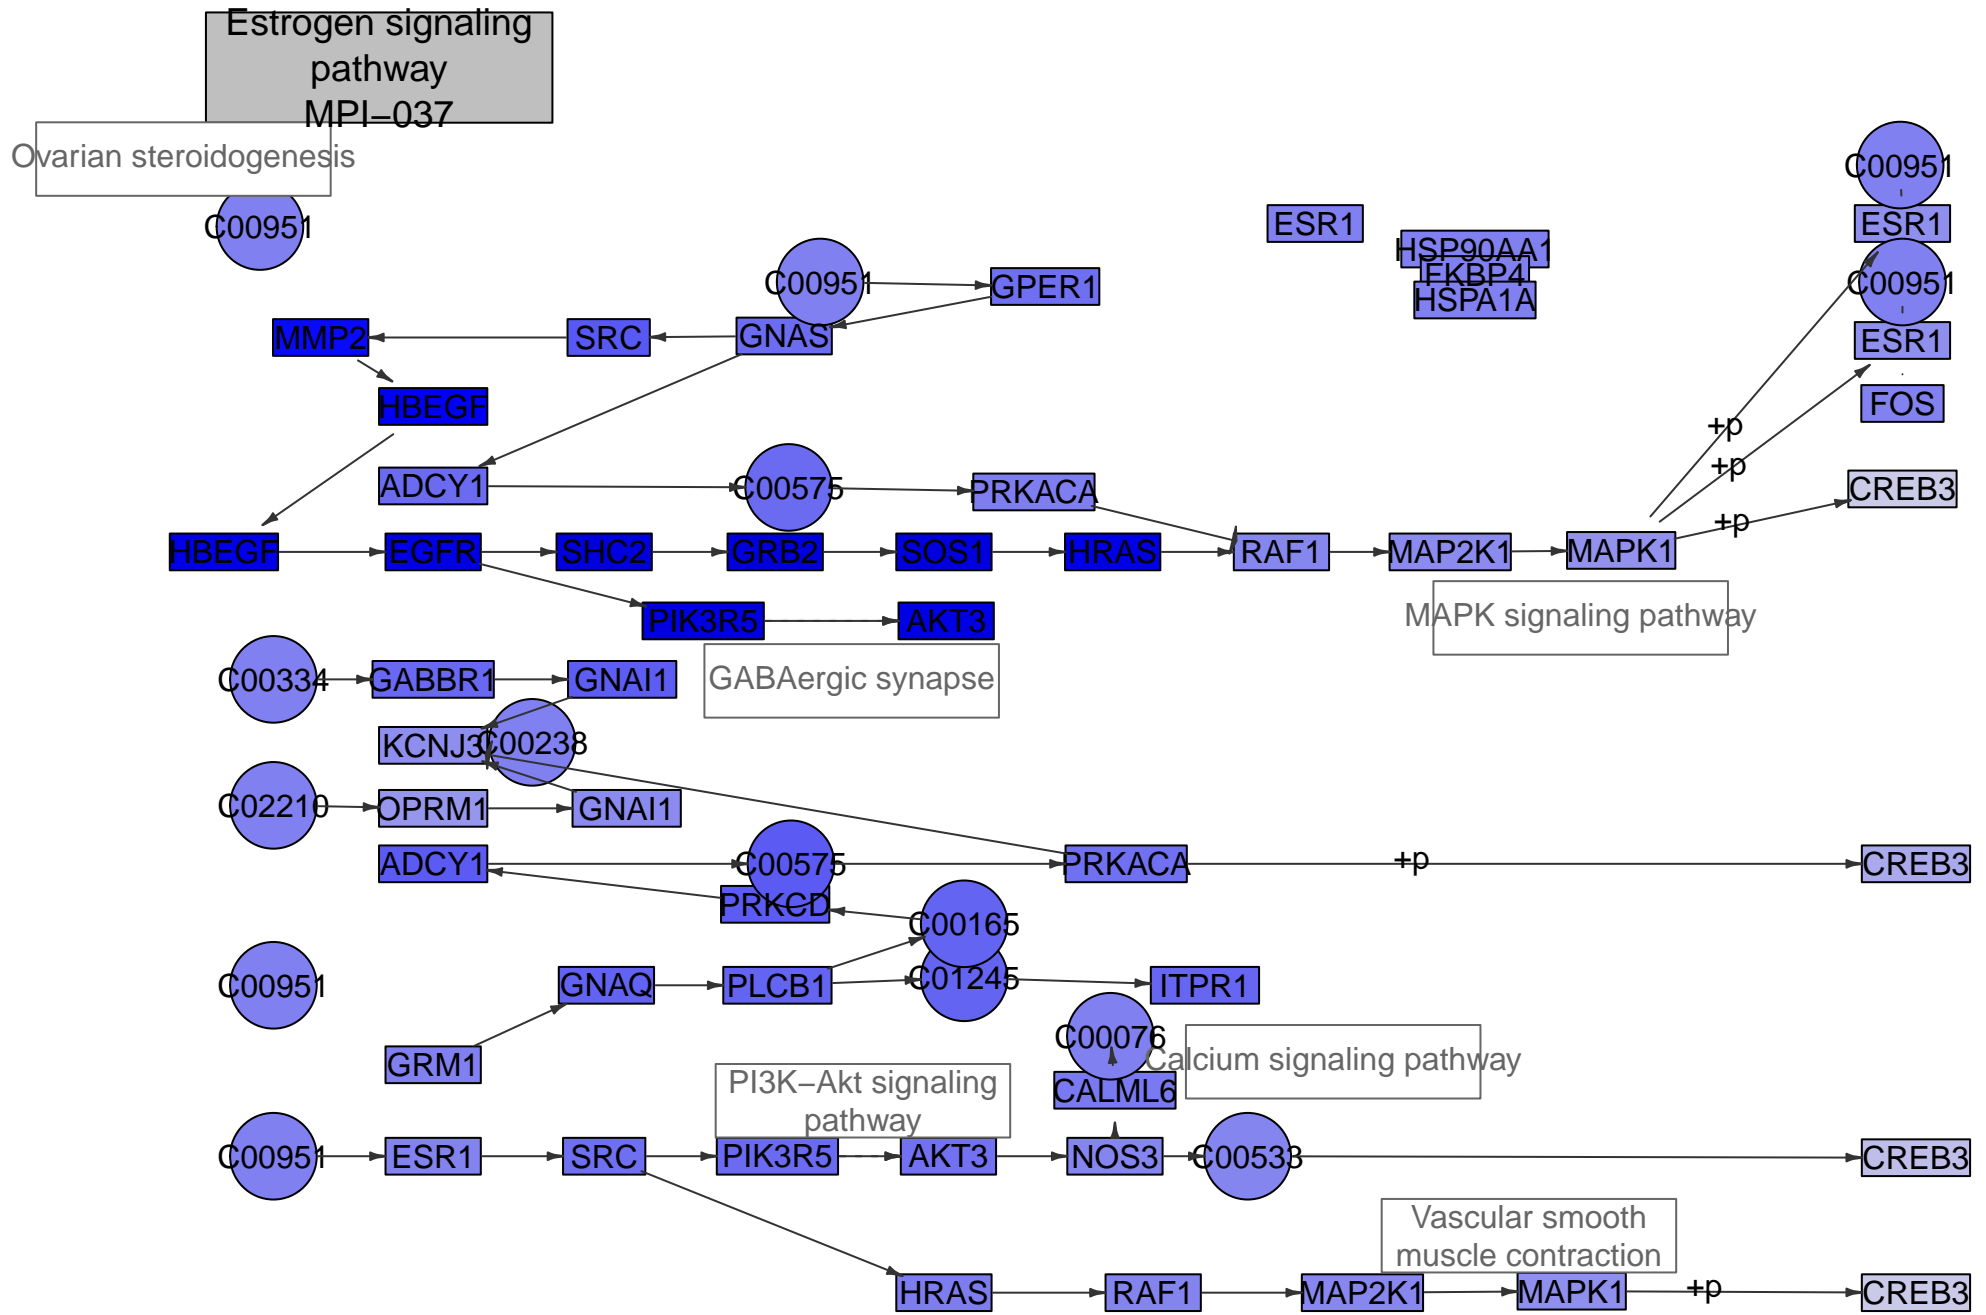 Estrogen signaling
pathway
MPI−037
Ovarian steroidogenesis
C00951
C00951
ESR1
C00951
ESR1
HSP90AA1
FKBP4
HSPA1A
C00951
GPER1
C00951
MMP2
SRC
GNAS
ESR1
HBEGF
FOS
+p
+p
ADCY1
C00575
PRKACA
CREB3
+p
HBEGF
EGFR
SHC2
GRB2
SOS1
HRAS
RAF1
MAP2K1
MAPK1
PIK3R5
AKT3
MAPK signaling pathway
C00334
GABBR1
GNAI1
GABAergic synapse
KCNJ3
C00238
C02210
OPRM1
GNAI1
ADCY1
C00575
PRKACA
+p
CREB3
PRKCD
C00165
C00951
GNAQ
PLCB1
C01245
ITPR1
C00076
Calcium signaling pathway
GRM1
PI3K−Akt signaling
pathway
CALML6
C00951
ESR1
SRC
PIK3R5
AKT3
NOS3
C00533
CREB3
Vascular smooth
muscle contraction
HRAS
RAF1
MAP2K1
MAPK1
+p
CREB3